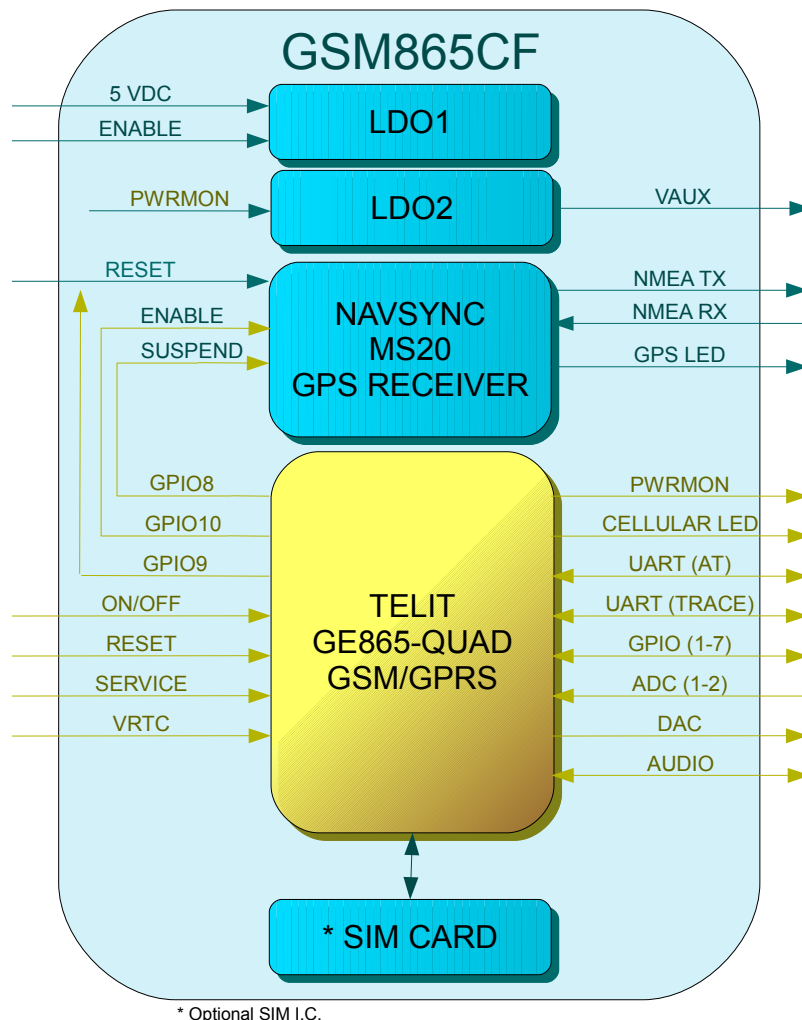 GSM865CF
5 VDC
ENABLE
LDO1
PWRMON
LDO2
VAUX
RESET
ENABLE
SUSPEND
NAVSYNC
MS20
GPS RECEIVER
NMEA TX
NMEA RX
GPS LED
GPIO8
GPIO10
GPIO9
ON/OFF
RESET
SERVICE
VRTC
TELIT
GE865-QUAD
GSM/GPRS
PWRMON
CELLULAR LED
UART (AT)
UART (TRACE)
GPIO (1-7)
ADC (1-2)
DAC
AUDIO
* SIM CARD
* Optional SIM I.C.